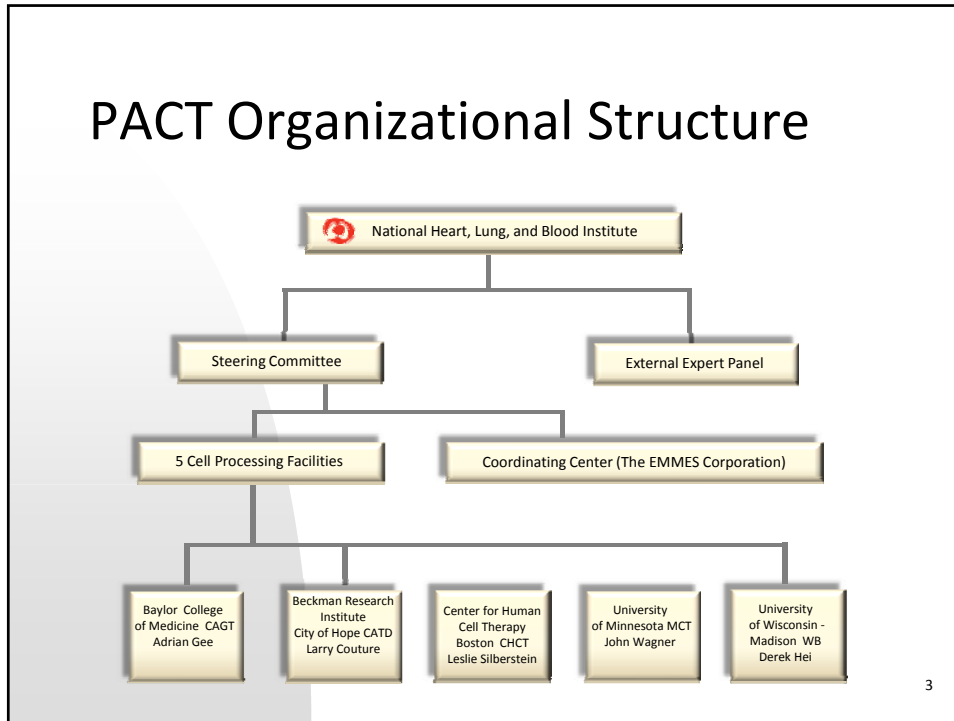 PACT Organizational Structure
National Heart, Lung, and Blood Institute
Steering Committee
External Expert Panel
5 Cell Processing Facilities
Coordinating Center (The EMMES Corporation)
Baylor College
of Medicine CAGT
Adrian Gee
Beckman Research
Institute
City of Hope CATD
Larry Couture
Center for Human
Cell Therapy
Boston CHCT
Leslie Silberstein
University
of Minnesota MCT
John Wagner
University
of Wisconsin -
Madison WB
Derek Hei
3